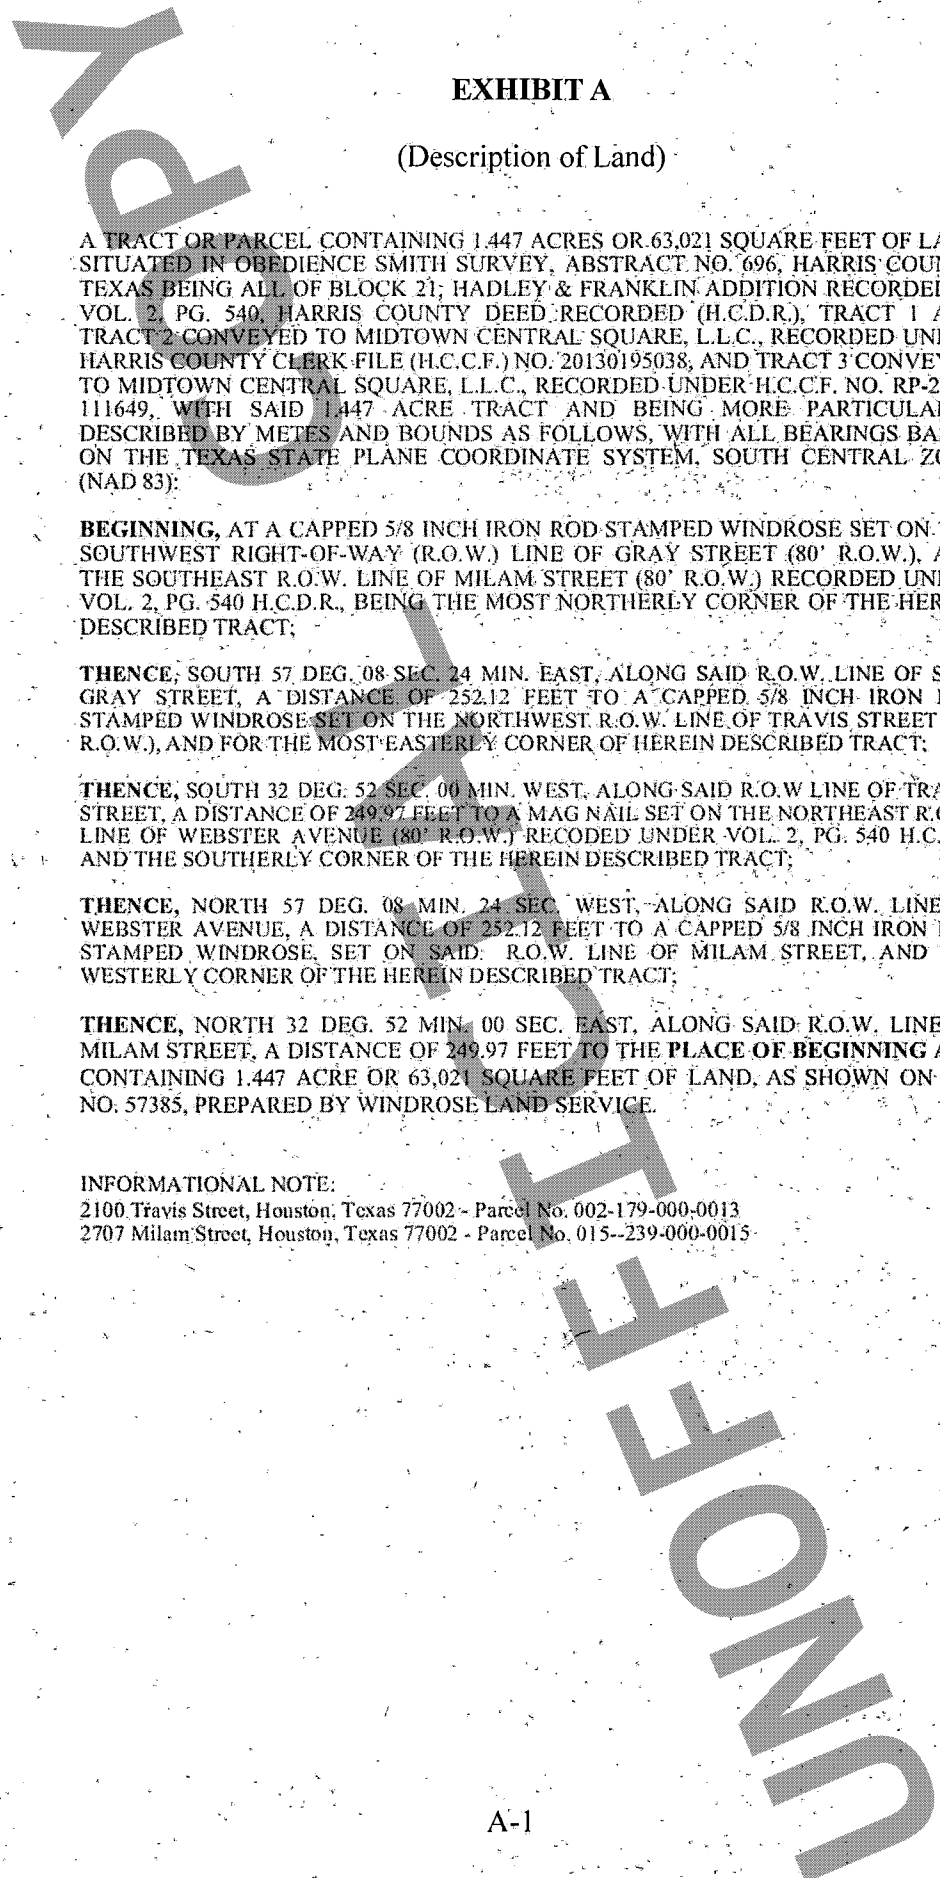 EXHIBIT A
(Description of Land)
A TRACT OR PARCEL CONTAINING 1.447 ACRES OR 63,021 SQUARE FEET OF LA
SITUATED IN OBEDIENCE SMITH SURVEY, ABSTRACT NO. 696, HARRIS COUN
TEXAS BEING ALL OF BLOCK 21; HADLEY & FRANKLIN ADDITION RECORDED
VOL. 2, PG. 540, HARRIS COUNTY DEED RECORDED (H.C.D.R.), TRACT 1 A
TRACT 2 CONVEYED TO MIDTOWN CENTRAL SQUARE, L.L.C., RECORDED UN
HARRIS COUNTY CLERK FILE (H.C.C.F.) NO. 20130195038, AND TRACT 3 CONVEY
TO MIDTOWN CENTRAL SQUARE, L.L.C., RECORDED UNDER H.C.C.F. NO. RP-2
111649, WITH SAID 1.447 ACRE TRACT AND BEING MORE PARTICULA
DESCRIBED BY METES AND BOUNDS AS FOLLOWS, WITH ALL BEARINGS BA
ON THE TEXAS STATE PLANE COORDINATE SYSTEM, SOUTH CENTRAL ZO
(NAD 83):
BEGINNING, AT A CAPPED 5/8 INCH IRON ROD STAMPED WINDROSE SET ON
SOUTHWEST RIGHT-OF-WAY (R.O.W.) LINE OF GRAY STREET (80' R.O.W.), A
THE SOUTHEAST R.O.W. LINE OF MILAM STREET (80' R.O.W.) RECORDED UN
VOL. 2, PG. 540 H.C.D.R., BEING THE MOST NORTHERLY CORNER OF THE HER
DESCRIBED TRACT;
THENCE, SOUTH 57 DEG. 08 SEC. 24 MIN. EAST, ALONG SAID R.O.W. LINE OF S
GRAY STREET, A DISTANCE OF 252.12 FEET TO A CAPPED 5/8 INCH IRON
STAMPED WINDROSE SET ON THE NORTHWEST R.O.W. LINE OF TRAVIS STREET
R.O.W.), AND FOR THE MOST EASTERLY CORNER OF HEREIN DESCRIBED TRACT;
THENCE, SOUTH 32 DEG. 52 SEC. 00 MIN. WEST, ALONG SAID R.O.W LINE OF TRA
STREET, A DISTANCE OF 249.97 FEET TO A MAG NAIL SET ON THE NORTHEAST R.O
LINE OF WEBSTER AVENUE (80' R.O.W.) RECODED UNDER VOL. 2, PG. 540 H.C.
AND THE SOUTHERLY CORNER OF THE HEREIN DESCRIBED TRACT;
THENCE, NORTH 57 DEG. 08 MIN. 24 SEC. WEST, ALONG SAID R.O.W. LINE
WEBSTER AVENUE, A DISTANCE OF 252.12 FEET TO A CAPPED 5/8 INCH IRON
STAMPED WINDROSE, SET ON SAID R.O.W. LINE OF MILAM STREET, AND
WESTERLY CORNER OF THE HEREIN DESCRIBED TRACT;
THENCE, NORTH 32 DEG. 52 MIN. 00 SEC. EAST, ALONG SAID R.O.W. LINE
MILAM STREET, A DISTANCE OF 249.97 FEET TO THE PLACE OF BEGINNING A
CONTAINING 1.447 ACRE OR 63,021 SQUARE FEET OF LAND, AS SHOWN ON
NO. 57385, PREPARED BY WINDROSE LAND SERVICE.
INFORMATIONAL NOTE:
2100 Travis Street, Houston, Texas 77002 - Parcel No. 002-179-000-0013
2707 Milam Street, Houston, Texas 77002 - Parcel No. 015--239-000-0015
A-1
UNOFFICIAL COPY